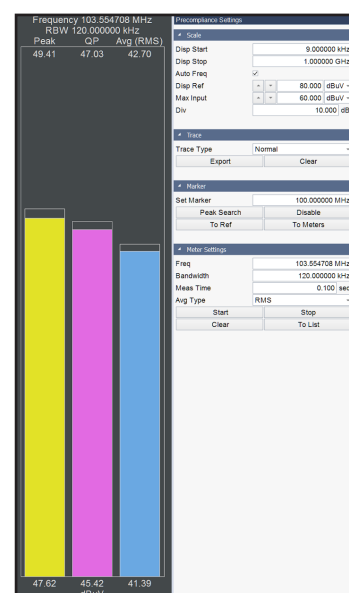 Frequency 103.554708 MHz
RBW 120.000000 kHz
Peak QP Avg (RMS)
49.41 47.03 42.70
47.62 45.42 41.39
dBuV
Precompliance Settings
Scale
Disp Start 9.000000 kHz
Disp Stop 1.000000 GHz
Auto Freq
Disp Ref 80.000 dBuV
Max Input 60.000 dBuV
Div 10.000 dB
Trace
Trace Type Normal
Export Clear
Marker
Set Marker 100.000000 MHz
Peak Search Disable
To Ref To Meters
Meter Settings
Freq 103.554708 MHz
Bandwidth 120.000000 kHz
Meas Time 0.100 sec
Avg Type RMS
Start Stop
Clear To List